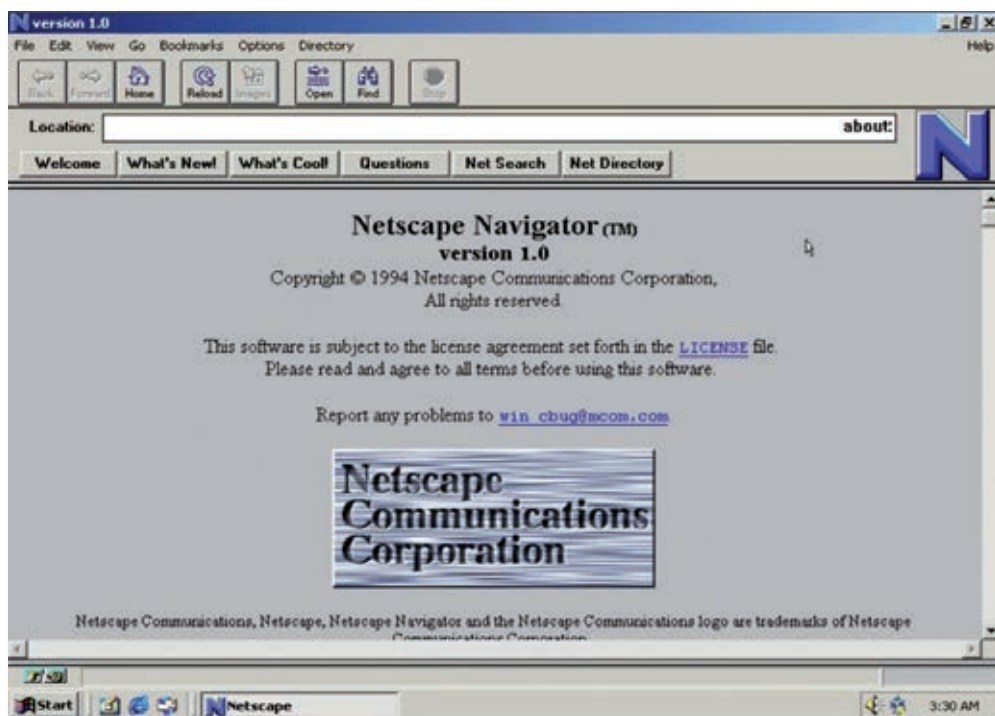 version 1.0
File Edit View Go Bookmarks Options Directory Help
Back Forward Home Reload Images Open Find Stop
Location: about:
Welcome What's New! What's Cool! Questions Net Search Net Directory
Netscape Navigator (TM)
version 1.0
Copyright © 1994 Netscape Communications Corporation,
All rights reserved
This software is subject to the license agreement set forth in the LICENSE file.
Please read and agree to all terms before using this software.
Report any problems to win_cbug@mcom.com
Netscape
Communications
Corporation
Netscape Communications, Netscape, Netscape Navigator and the Netscape Communications logo are trademarks of Netscape
Communications Corporation
Start Netscape 3:30 AM